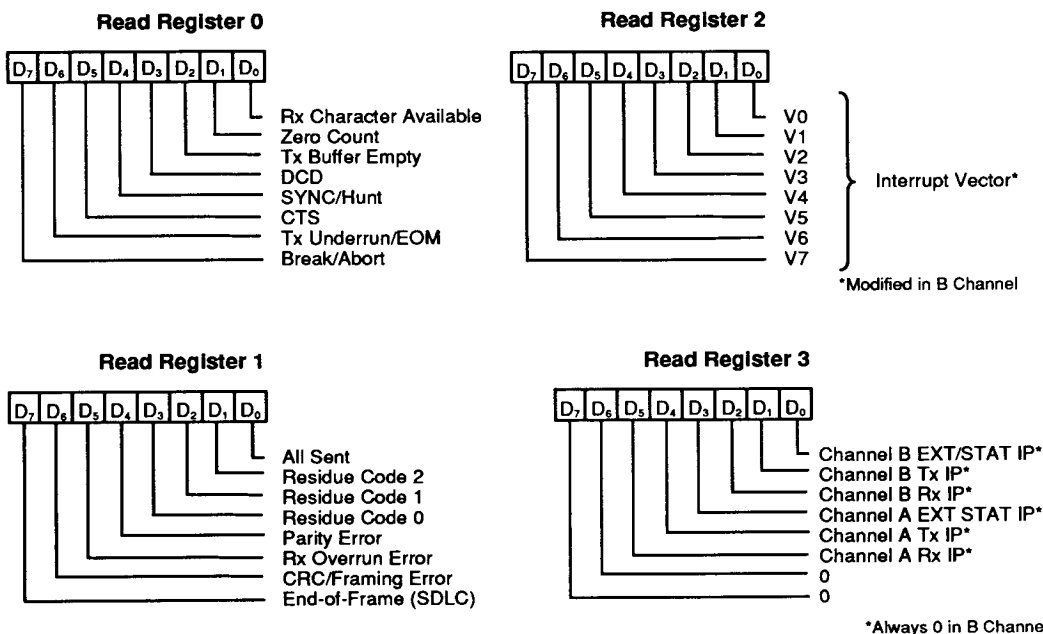 Read Register 0
D7 D6 D5 D4 D3 D2 D1 D0
Rx Character Available
Zero Count
Tx Buffer Empty
DCD
SYNC/Hunt
CTS
Tx Underrun/EOM
Break/Abort
Read Register 2
D7 D6 D5 D4 D3 D2 D1 D0
V0
V1
V2
V3
V4
V5
V6
V7
Interrupt Vector*
*Modified in B Channel
Read Register 1
D7 D6 D5 D4 D3 D2 D1 D0
All Sent
Residue Code 2
Residue Code 1
Residue Code 0
Parity Error
Rx Overrun Error
CRC/Framing Error
End-of-Frame (SDLC)
Read Register 3
D7 D6 D5 D4 D3 D2 D1 D0
Channel B EXT/STAT IP*
Channel B Tx IP*
Channel B Rx IP*
Channel A EXT STAT IP*
Channel A Tx IP*
Channel A Rx IP*
0
0
*Always 0 in B Channe